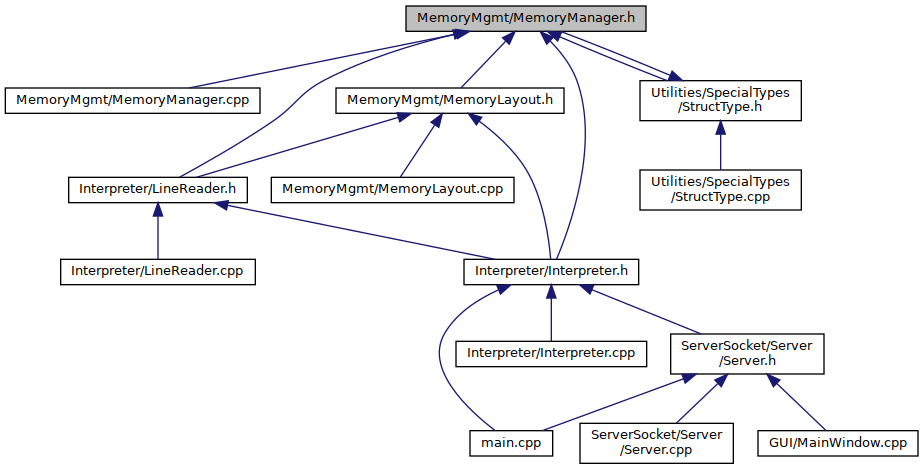 MemoryMgmt/MemoryManager.h
MemoryMgmt/MemoryManager.cpp
MemoryMgmt/MemoryLayout.h
Utilities/SpecialTypes
/StructType.h
Interpreter/LineReader.h
MemoryMgmt/MemoryLayout.cpp
Utilities/SpecialTypes
/StructType.cpp
Interpreter/LineReader.cpp
Interpreter/Interpreter.h
Interpreter/Interpreter.cpp
ServerSocket/Server
/Server.h
main.cpp
ServerSocket/Server
/Server.cpp
GUI/MainWindow.cpp